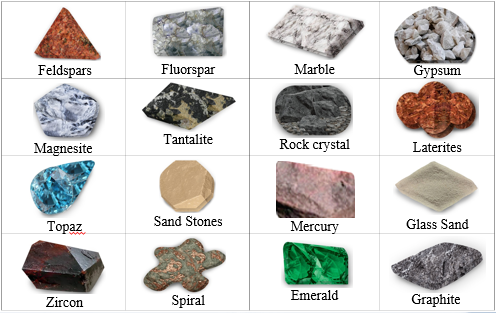 Feldspars
Fluorspar
Marble
Gypsum
Magnesite
Tantalite
Rock crystal
Laterites
Topaz
Sand Stones
Mercury
Glass Sand
Zircon
Spiral
Emerald
Graphite